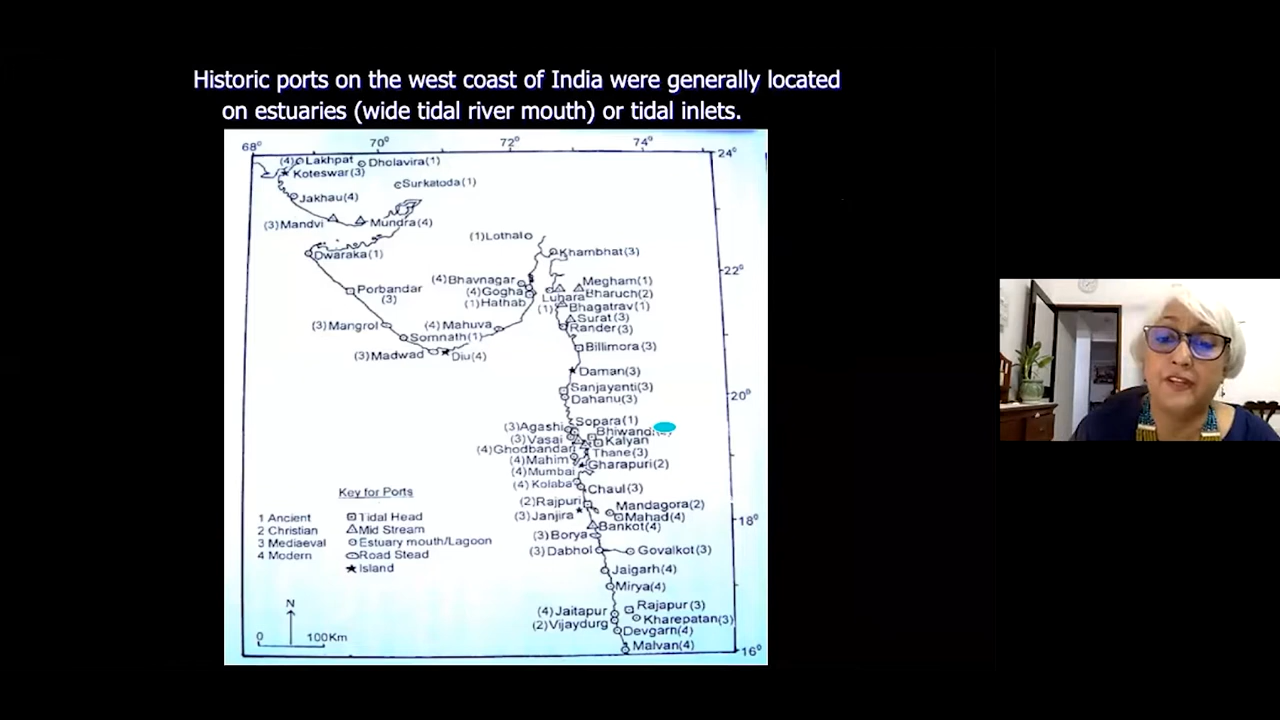 Historic ports on the west coast of India were generally located
on estuaries (wide tidal river mouth) or tidal inlets.
68°
70°
72°
74°
24°
(4) Lakhpat
Dholavira(1)
Koteswar(3)
Surkatoda(1)
Jakhau(4)
(3)Mandvi
Mundra(4)
(1)Lothal
Dwaraka(1)
Khambhat(3)
22°
(4)Bhavnagar
Megham(1)
(4)Gogha
Bharuch(2)
Porbandar
(3)
(1)Hathab
Luhara
(1)
Bhagatrav(1)
Surat(3)
(3)Mangrol
(4)Mahuva
Rander(3)
Somnath(1)
Billimora(3)
(3)Madwad
Diu(4)
Daman(3)
Sanjayanti(3)
20°
Dahanu(3)
Sopara(1)
(3)Agashi
(3)Vasai
Kalyan
(4)Ghodbandar
Thane(3)
(4)Mahim
Gharapuri(2)
(4)Mumbai
(4)Kolaba
Chaul(3)
Key for Ports
(2)Rajpuri
Mandagora(2)
1 Ancient
Tidal Head
(3)Janjira
Mahad(4)
18°
2 Christian
Mid Stream
Bankot(4)
3 Mediaeval
Estuary mouth/Lagoon
(3)Borya
4 Modern
Road Stead
(3)Dabhol
Govalkot(3)
Island
Jaigarh(4)
Mirya(4)
N
(4)Jaitapur
Rajapur(3)
(2)Vijaydurg
Kharepatan(3)
0
100Km
Devgarn(4)
Malvan(4)
16°